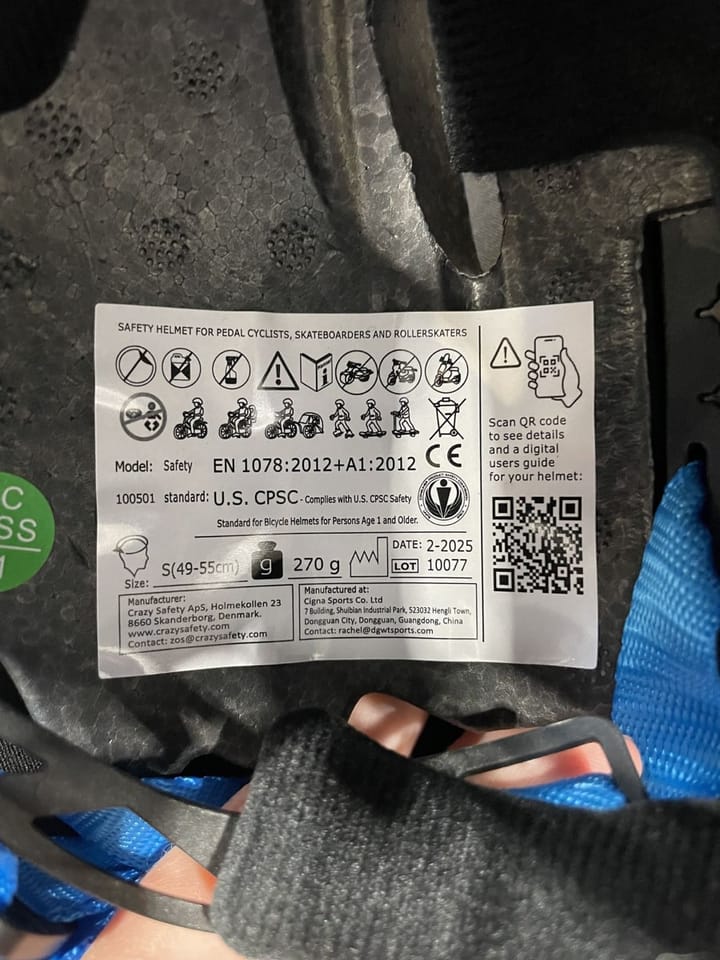 SAFETY HELMET FOR PEDAL CYCLISTS, SKATEBOARDERS AND ROLLERSKATERS
Model: Safety EN 1078:2012+A1:2012 CE
100501 standard: U.S. CPSC - Complies with U.S. CPSC Safety
Standard for Bicycle Helmets for Persons Age 1 and Older.
Size: S(49-55cm) g 270 g
DATE: 2-2025
LOT 10077
Manufacturer:
Crazy Safety ApS, Holmekollen 23
8660 Skanderborg, Denmark.
www.crazysafety.com
Contact: zos@crazysafety.com
Manufactured at:
Cigna Sports Co. Ltd
7 Building, Shuibian Industrial Park, 523032 Hengli Town,
Dongguan City, Dongguan, Guangdong, China
Contact: rachel@dgwtsports.com
Scan QR code
to see details
and a digital
users guide
for your helmet:
C
SS
1